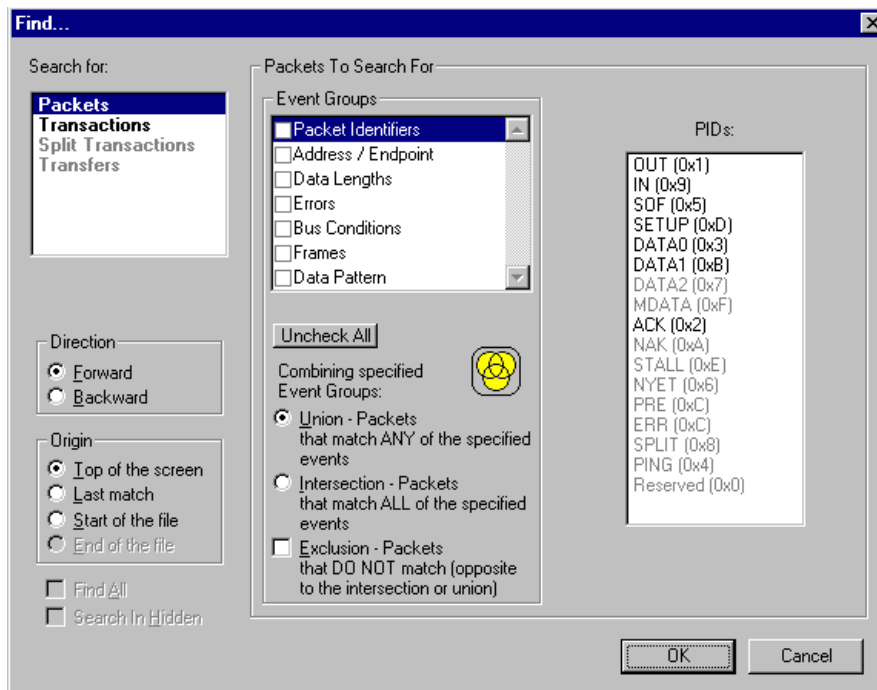 Find...
Search for:
Packets
Transactions
Split Transactions
Transfers
Direction
Forward
Backward
Origin
Top of the screen
Last match
Start of the file
End of the file
Find All
Search In Hidden
Packets To Search For
Event Groups
Packet Identifiers
Address / Endpoint
Data Lengths
Errors
Bus Conditions
Frames
Data Pattern
Uncheck All
Combining specified
Event Groups:
Union - Packets
that match ANY of the specified
events
Intersection - Packets
that match ALL of the specified
events
Exclusion - Packets
that DO NOT match (opposite
to the intersection or union)
PIDs:
OUT (0x1)
IN (0x9)
SOF (0x5)
SETUP (0xD)
DATA0 (0x3)
DATA1 (0xB)
DATA2 (0x7)
MDATA (0xF)
ACK (0x2)
NAK (0xA)
STALL (0xE)
NYET (0x6)
PRE (0xC)
ERR (0xC)
SPLIT (0x8)
PING (0x4)
Reserved (0x0)
OK
Cancel